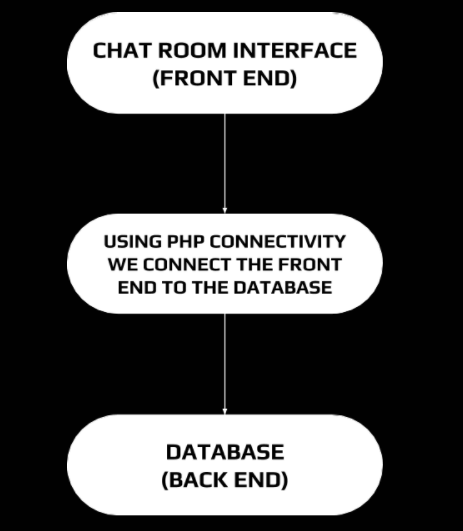 CHAT ROOM INTERFACE
(FRONT END)
USING PHP CONNECTIVITY
WE CONNECT THE FRONT
END TO THE DATABASE
DATABASE
(BACK END)